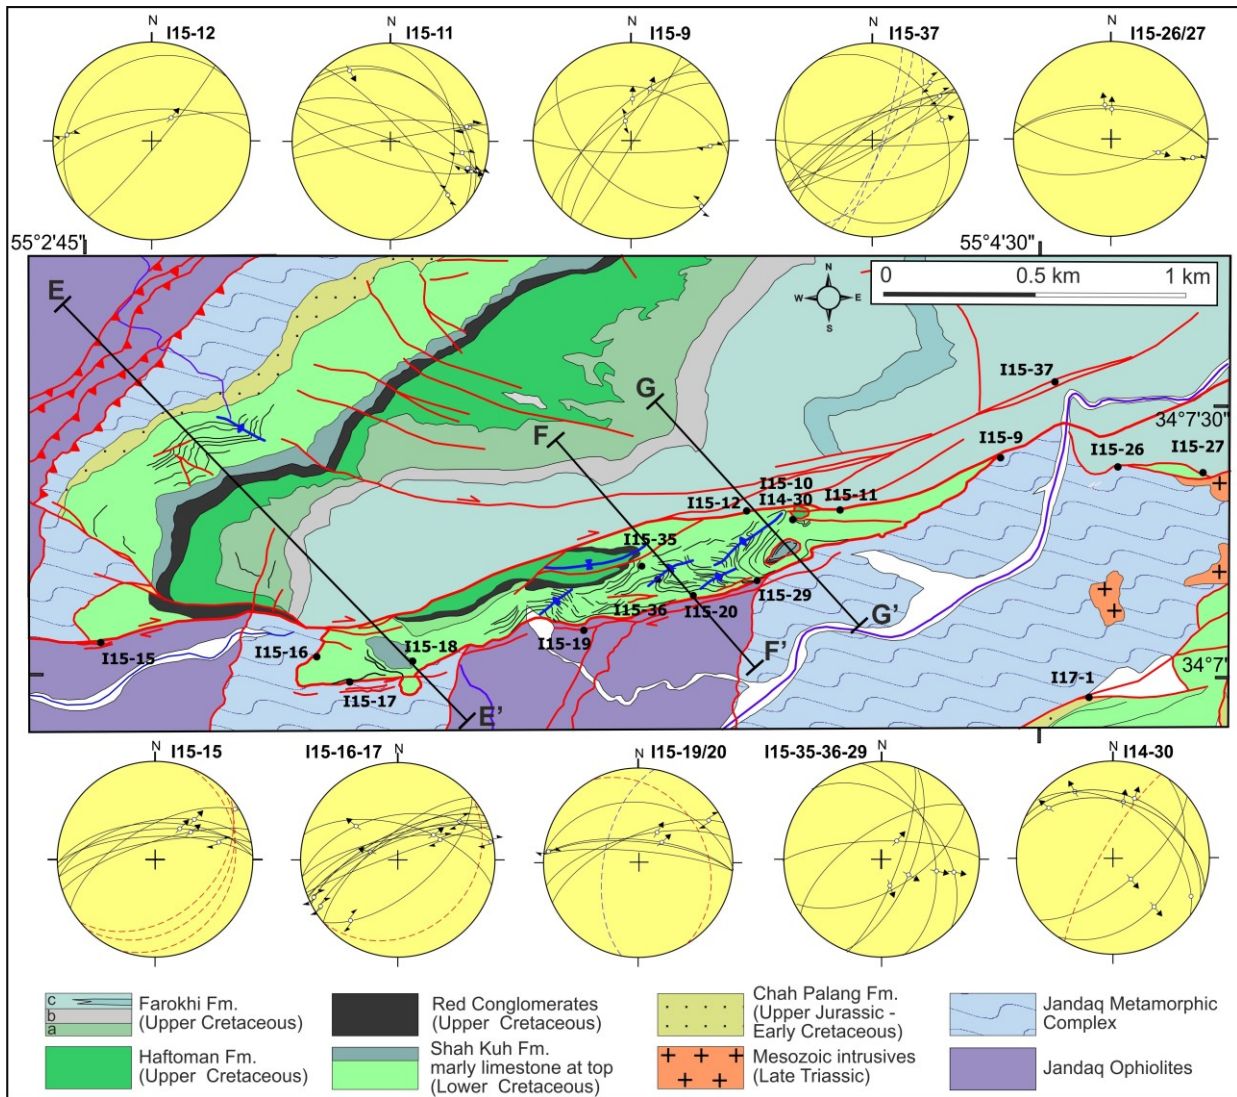 N I15-12
N I15-11
N I15-9
N I15-37
N I15-26/27
55°2'45"
55°4'30"
0 0.5 km 1 km
N
W E
S
E
G
F
I15-37
34°7'30"
I15-9
I15-26
I15-27
I15-10
I15-12
I14-30
I15-11
I15-35
I15-36
I15-20
I15-29
G'
I15-15
I15-16
I15-18
I15-19
F'
34°7'
I15-17
E'
I17-1
N I15-15
I15-16-17 N
N I15-19/20
I15-35-36-29 N
N I14-30
c
b
a
Farokhi Fm.
(Upper Cretaceous)
Red Conglomerates
(Upper Cretaceous)
Chah Palang Fm.
(Upper Jurassic -
Early Cretaceous)
Jandaq Metamorphic
Complex
Haftoman Fm.
(Upper Cretaceous)
Shah Kuh Fm.
marly limestone at top
(Lower Cretaceous)
Mesozoic intrusives
(Late Triassic)
Jandaq Ophiolites